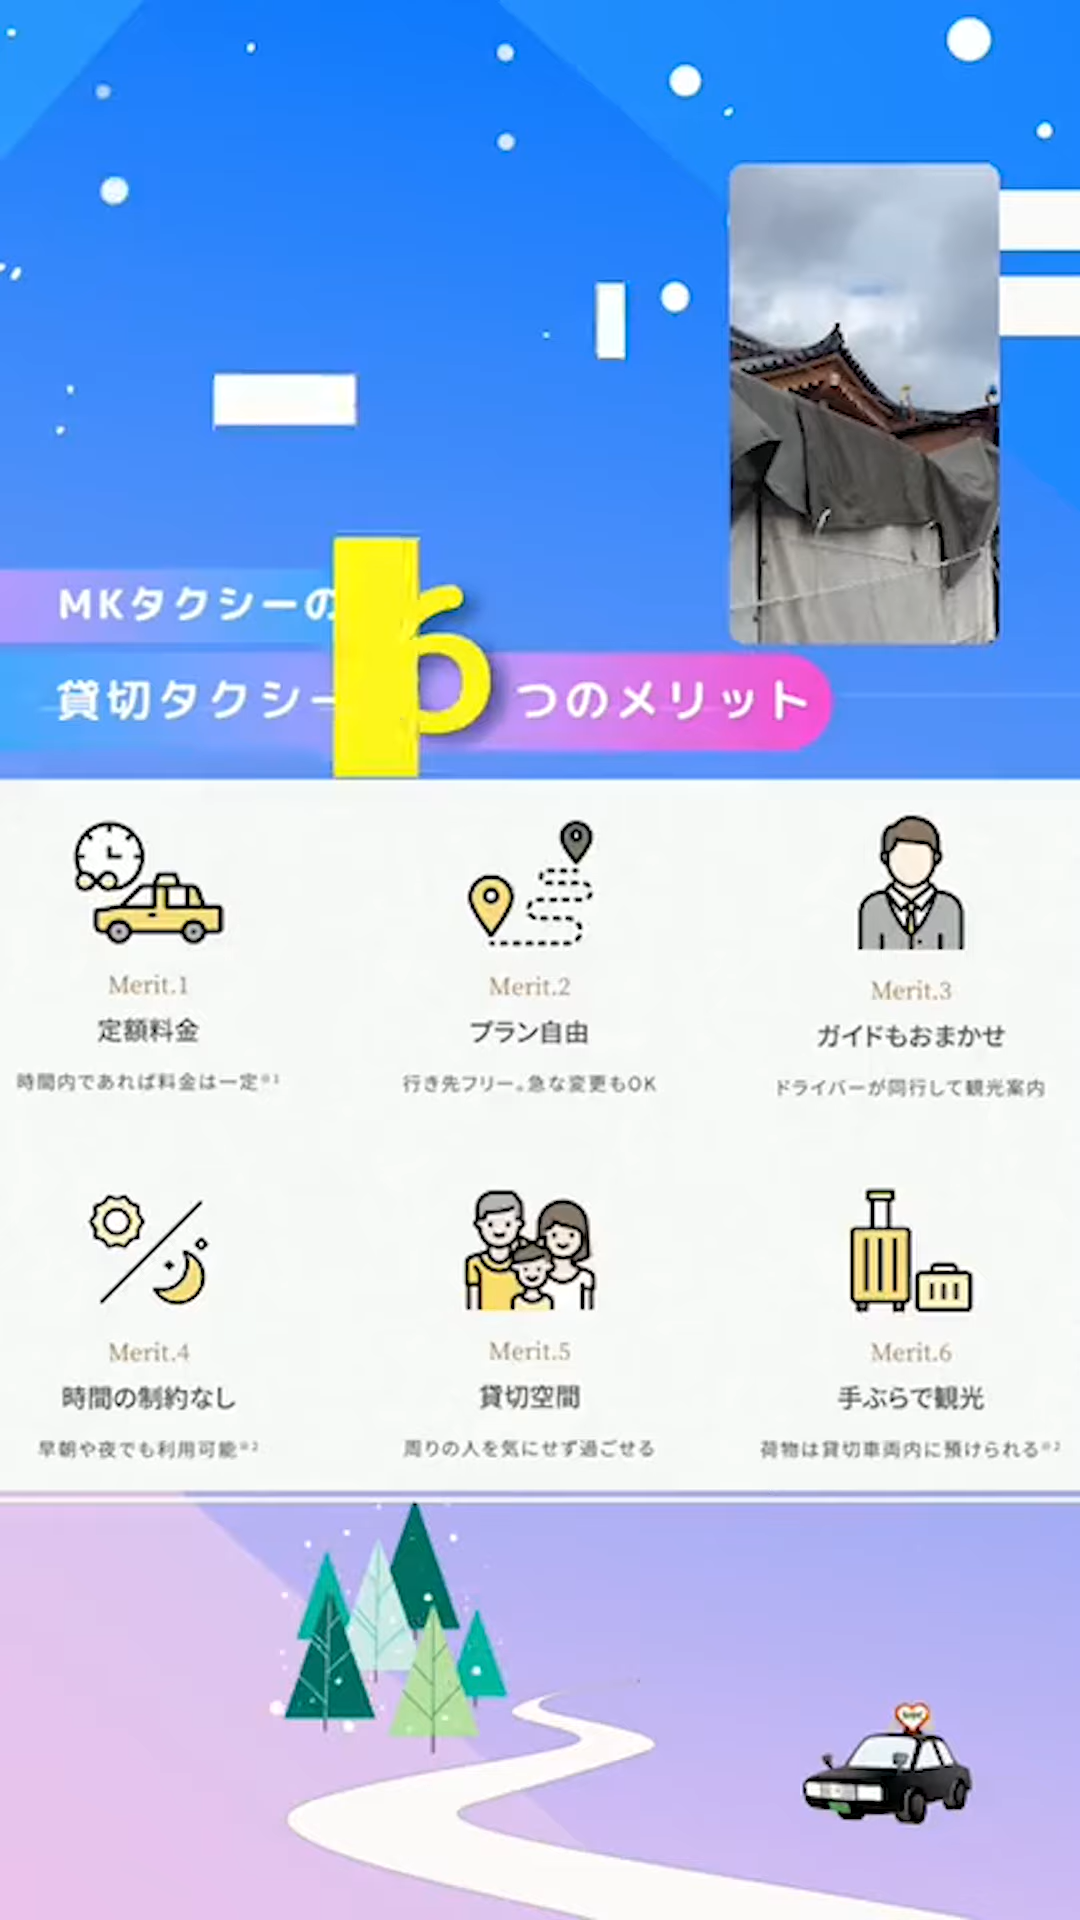 MKタクシーの
貸切タクシー 6 つのメリット
Merit.1
定額料金
時間内であれば料金は一定※1
Merit.2
プラン自由
行き先フリー。急な変更もOK
Merit.3
ガイドもおまかせ
ドライバーが同行して観光案内
Merit.4
時間の制約なし
早朝や夜でも利用可能※2
Merit.5
貸切空間
周りの人を気にせず過ごせる
Merit.6
手ぶらで観光
荷物は貸切車両内に預けられる※2